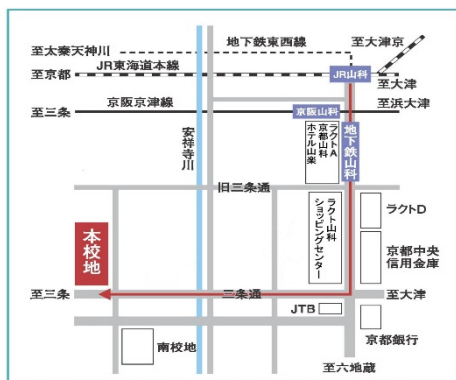 地下鉄東西線
至大津京
至太秦天神川
JR東海道本線
JR山科
至京都
至大津
京阪京津線
京阪山科
至三条
至浜大津
安祥寺川
ラクトA
京都山科
ホテル山楽
地下鉄山科
旧三条通
ラクト山科
ショッピングセンター
ラクトD
京都中央
信用金庫
本校地
至三条
三条通
至大津
JTB
京都銀行
南校地
至六地蔵